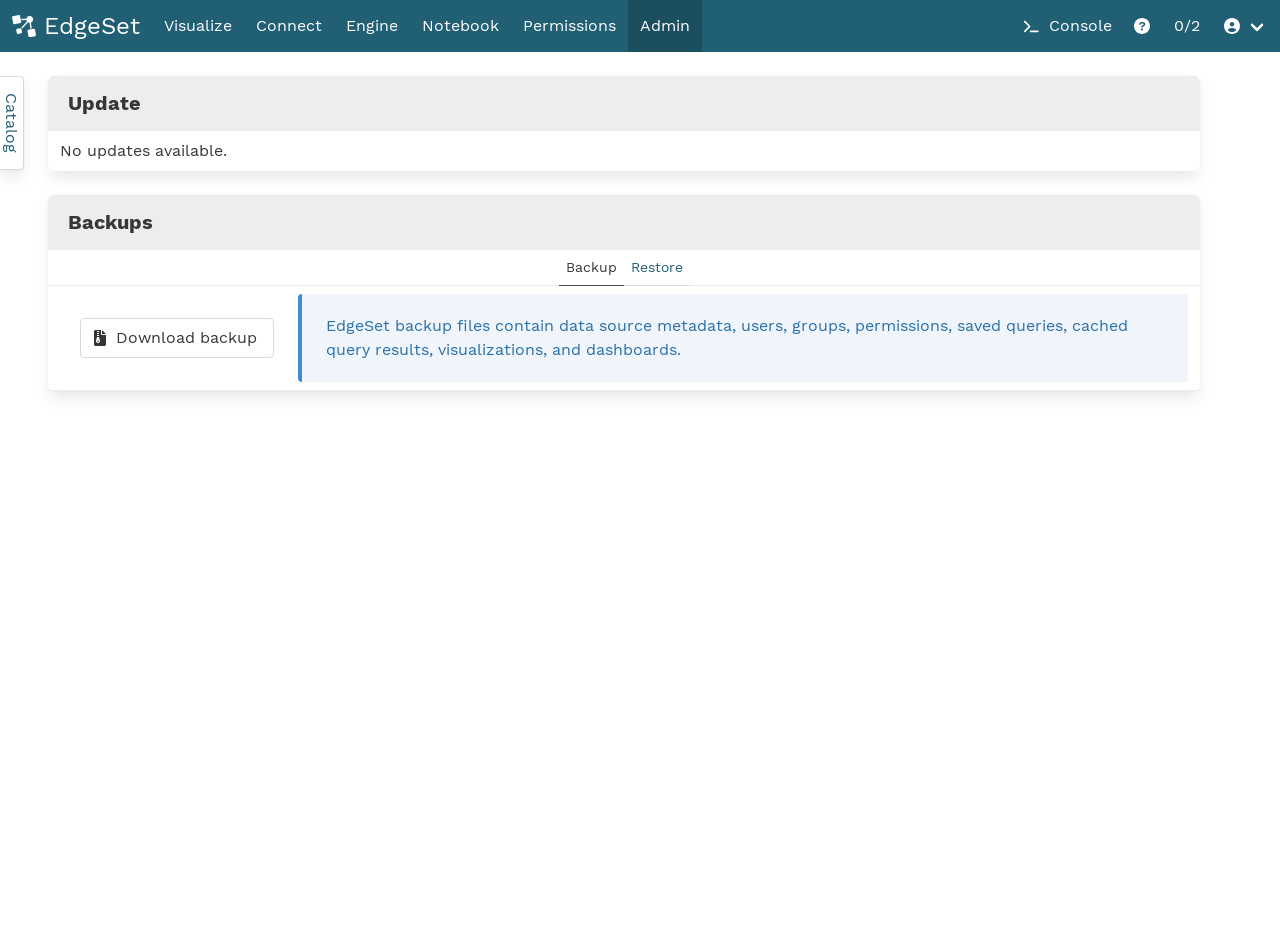 EdgeSet Visualize Connect Engine Notebook Permissions Admin Console 0/2
Catalog
Update
No updates available.
Backups
Backup Restore
Download backup
EdgeSet backup files contain data source metadata, users, groups, permissions, saved queries, cached
query results, visualizations, and dashboards.